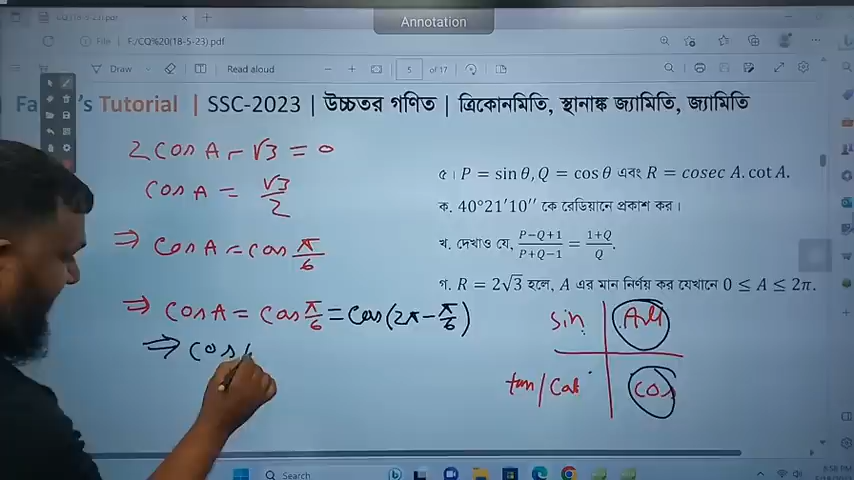 Annotation
F:/CQ%20(18-5-23).pdf
File
Draw
Read aloud
5 of 17
's Tutorial | SSC-2023 | উচ্চতর গণিত | ত্রিকোনমিতি, স্থানাঙ্ক জ্যামিতি, জ্যামিতি
2 cos A - √3 = 0
cos A = √3/2
⇒ cos A = cos π/6
⇒ cos A = cos π/6 = cos(2π - π/6)
⇒ cos
৫। P = sin θ, Q = cos θ এবং R = cosec A. cot A.
ক. 40°21′10″ কে রেডিয়ানে প্রকাশ কর।
খ. দেখাও যে, (P-Q+1)/(P+Q-1) = (1+Q)/Q.
গ. R = 2√3 হলে, A এর মান নির্ণয় কর যেখানে 0 ≤ A ≤ 2π.
sin All
tan/Cot cos
Search